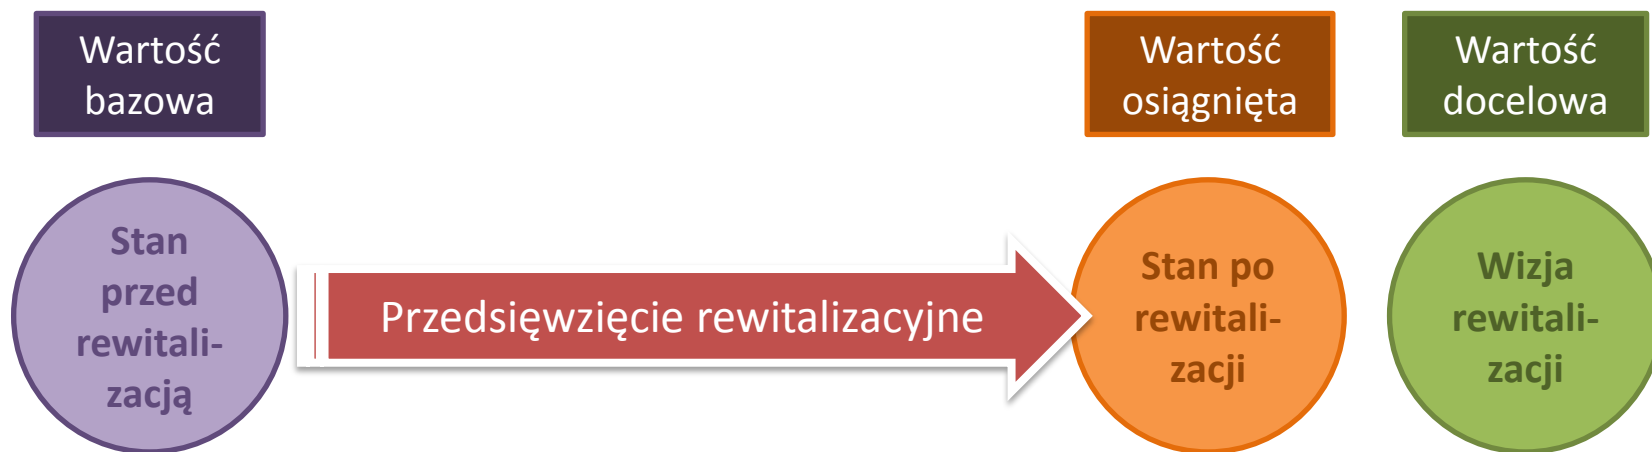 Wartość
bazowa
Wartość
osiągnięta
Wartość
docelowa
Stan
przed
rewitali-
zacją
Przedsięwzięcie rewitalizacyjne
Stan po
rewitali-
zacji
Wizja
rewitali-
zacji